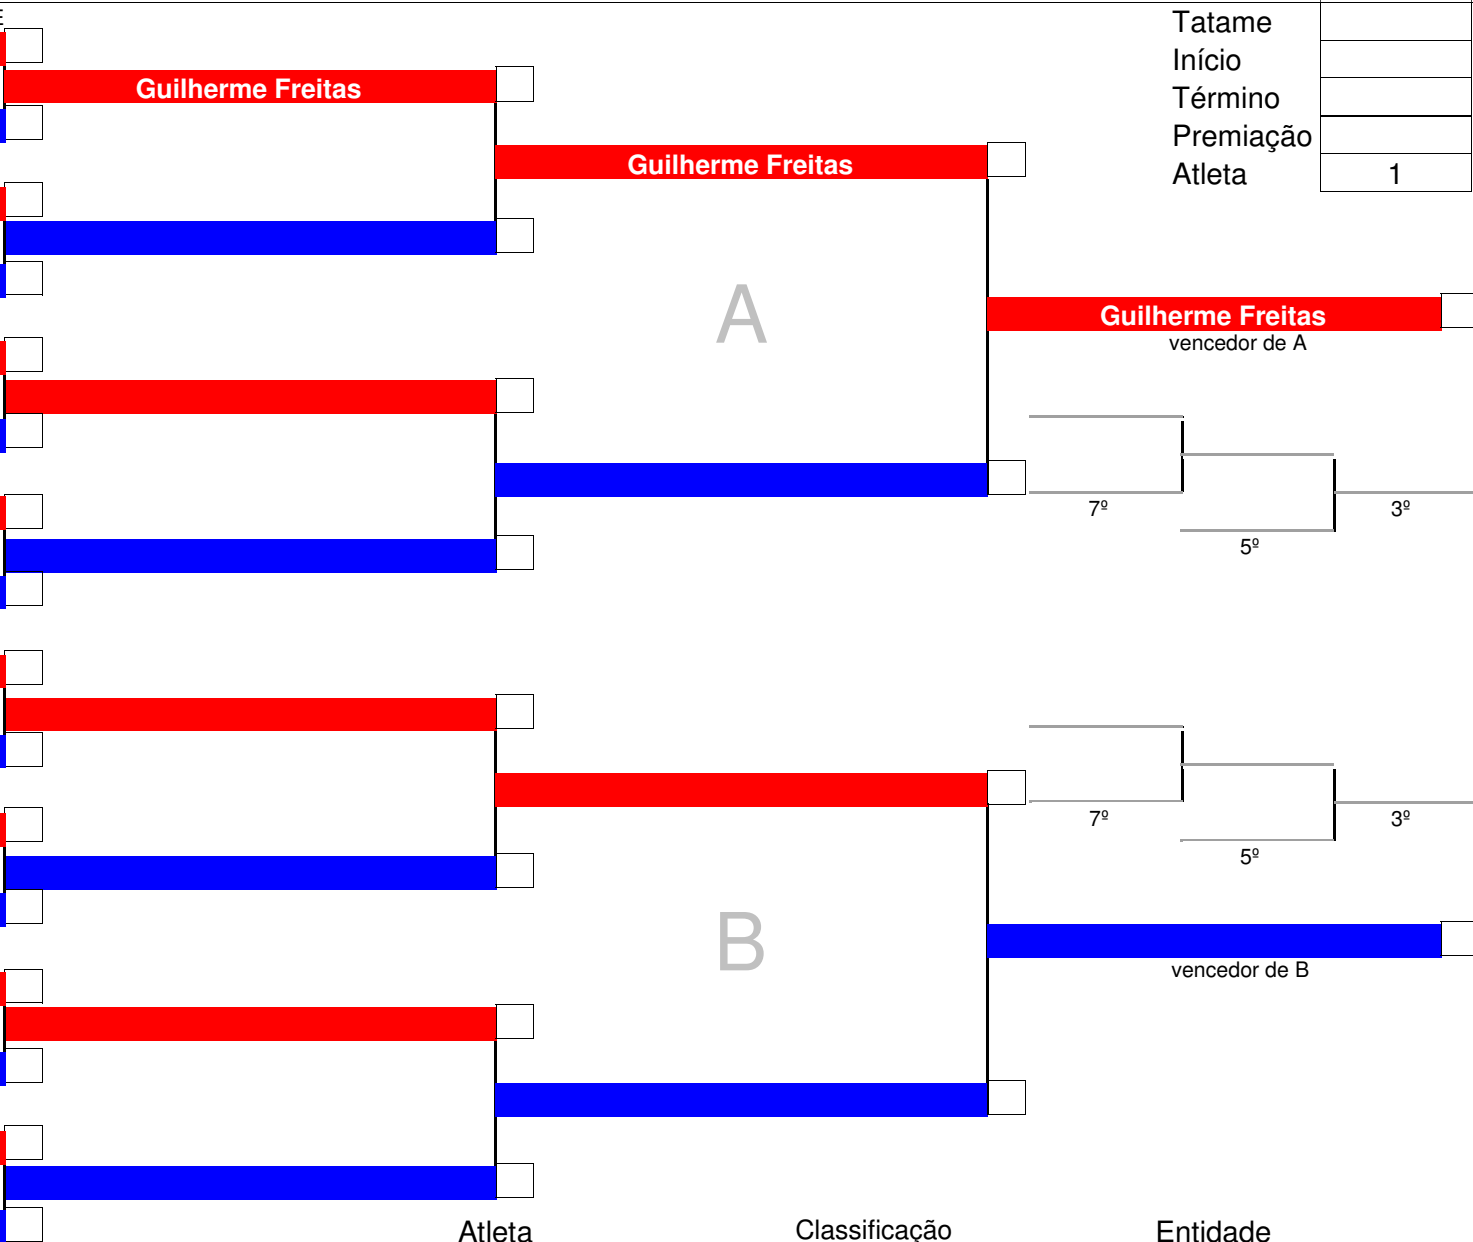 Tatame
Início
Guilherme Freitas
Término
Premiação
Guilherme Freitas
Atleta 1
A
Guilherme Freitas
vencedor de A
7º 3º
5º
7º 3º
5º
B
vencedor de B
Atleta Classificação Entidade